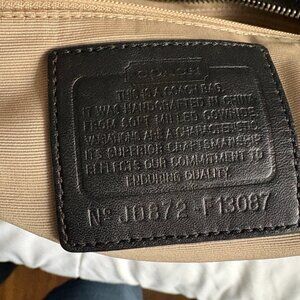 COACH
THIS IS A COACH BAG.
IT WAS HANDCRAFTED IN CHINA
FROM SOFT MILLED COWHIDE.
VARIATIONS ARE A CHARACTERISTIC
ITS SUPERIOR CRAFTSMANSHIP
REFLECTS OUR COMMITMENT TO
ENDURING QUALITY.
No J0872-F13087